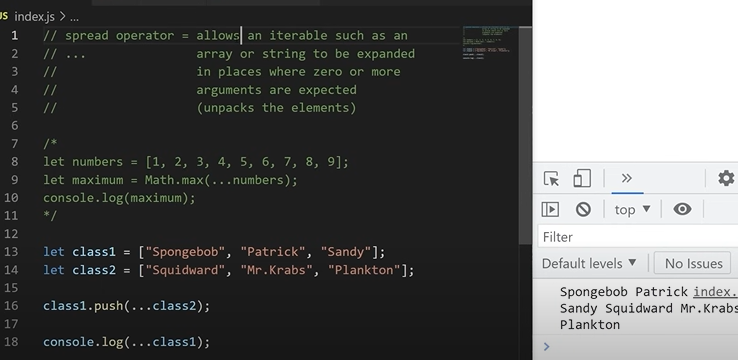 JS index.js > ...
1 // spread operator = allows an iterable such as an
2 // ...               array or string to be expanded
3 //                   in places where zero or more
4 //                   arguments are expected
5 //                   (unpacks the elements)
6
7 /*
8 let numbers = [1, 2, 3, 4, 5, 6, 7, 8, 9];
9 let maximum = Math.max(...numbers);
10 console.log(maximum);
11 */
12
13 let class1 = ["Spongebob", "Patrick", "Sandy"];
14 let class2 = ["Squidward", "Mr.Krabs", "Plankton"];
15
16 class1.push(...class2);
17
18 console.log(...class1);
top
Filter
Default levels
No Issues
Spongebob Patrick index.
Sandy Squidward Mr.Krabs
Plankton